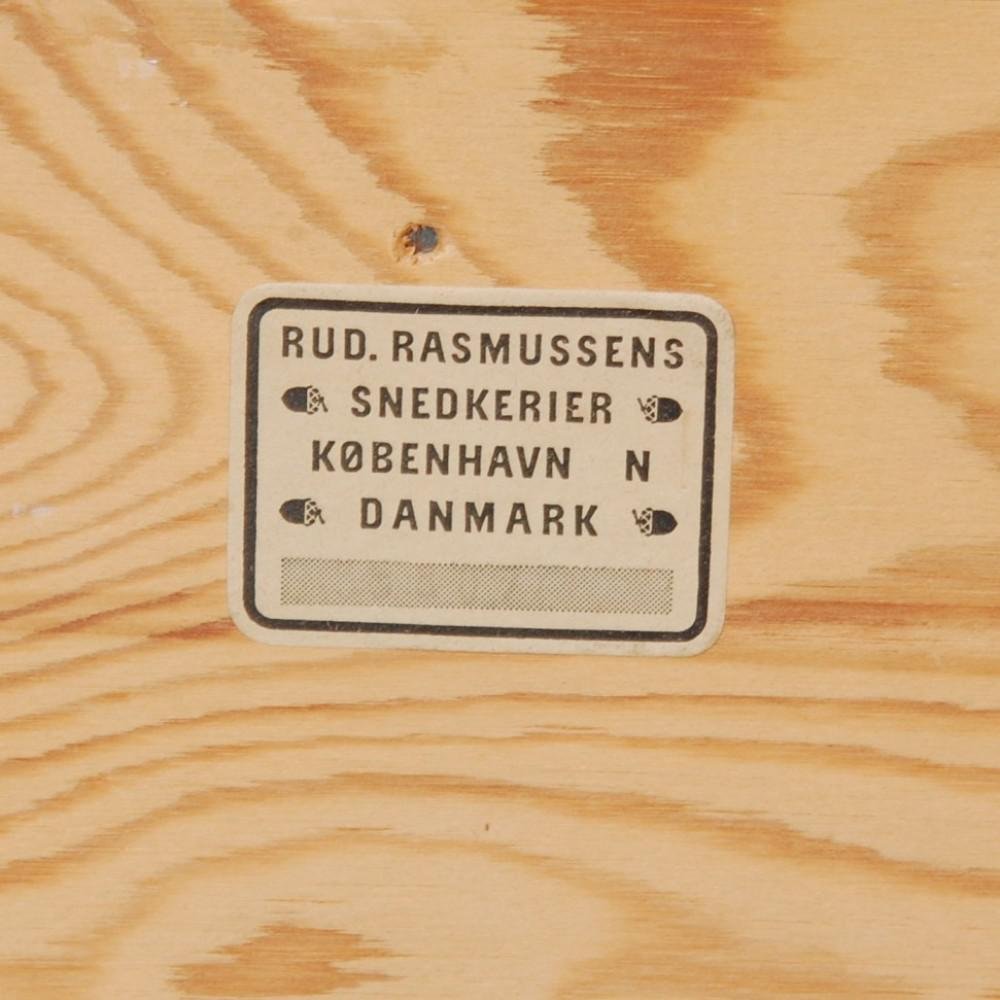 RUD. RASMUSSENS
SNEDKERIER
KØBENHAVN N
DANMARK